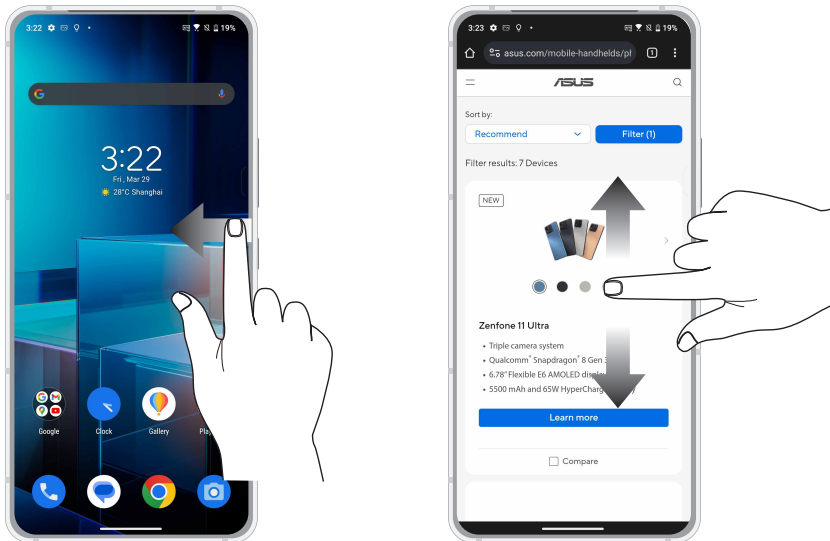 3:22
19%
3:22
Fri, Mar 29
28°C Shanghai
Google
Clock
Gallery
3:23
19%
asus.com/mobile-handhelds/pl
1
ASUS
Sort by:
Recommend
Filter (1)
Filter results: 7 Devices
NEW
Zenfone 11 Ultra
• Triple camera system
• Qualcomm® Snapdragon® 8 Gen
• 6.78" Flexible E6 AMOLED
• 5500 mAh and 65W
Learn more
Compare